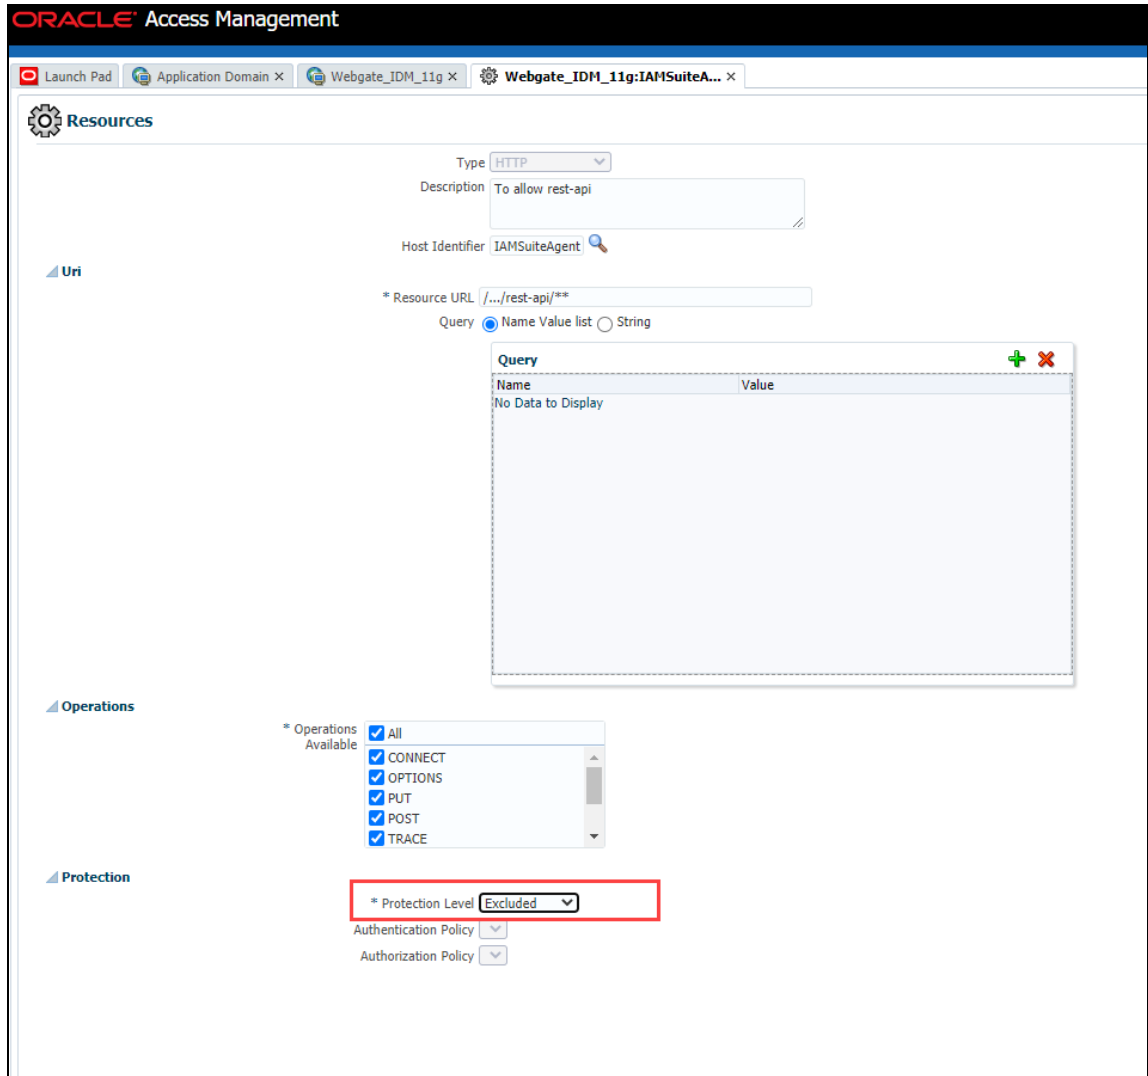 ORACLE Access Management
Launch Pad Application Domain × Webgate_IDM_11g × Webgate_IDM_11g:IAMSuiteA... ×
Resources
Type HTTP
Description To allow rest-api
Host Identifier IAMSuiteAgent
Uri
* Resource URL /.../rest-api/**
Query Name Value list String
Query
Name Value
No Data to Display
Operations
* Operations Available All
CONNECT
OPTIONS
PUT
POST
TRACE
Protection
* Protection Level Excluded
Authentication Policy
Authorization Policy